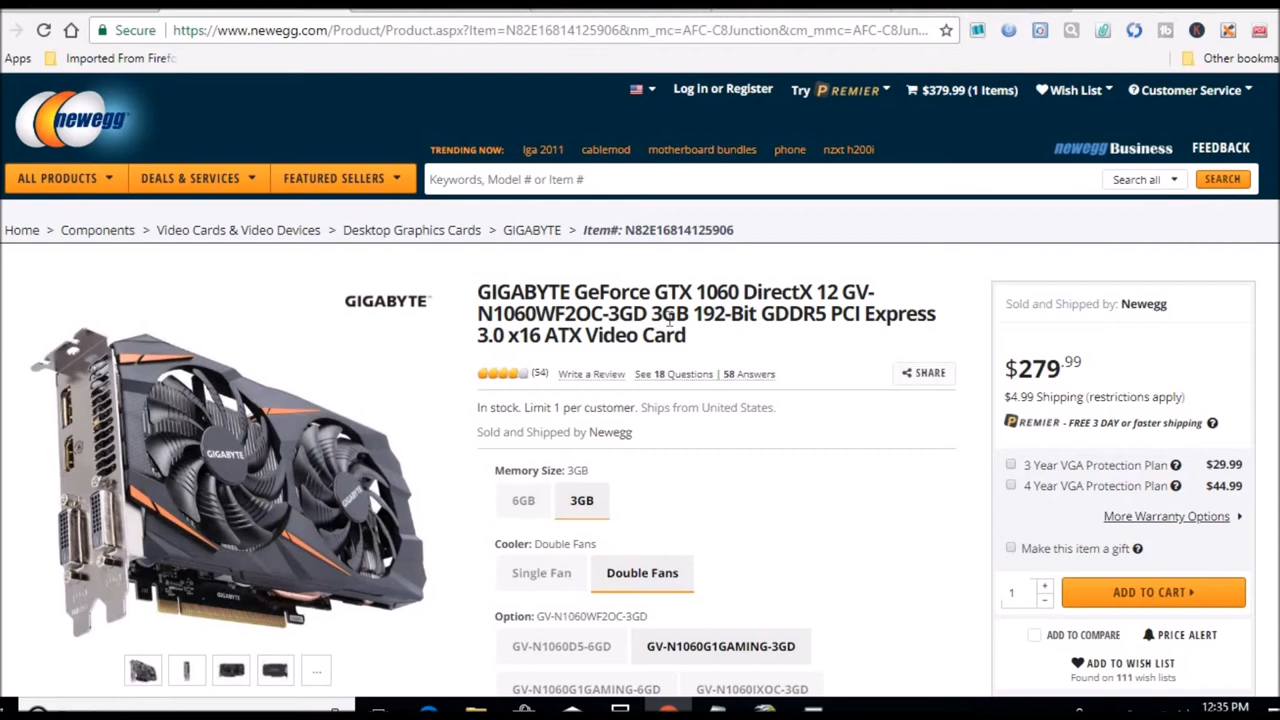 Secure https://www.newegg.com/Product/Product.aspx?Item=N82E16814125906&nm_mc=AFC-C8Junction&cm_mmc=AFC-C8Jun...
Apps Imported From Firefo Other bookma
Log In or Register Try PREMIER $379.99 (1 Items) Wish List Customer Service
newegg
TRENDING NOW: lga 2011 cablemod motherboard bundles phone nzxt h200i newegg Business FEEDBACK
ALL PRODUCTS DEALS & SERVICES FEATURED SELLERS Keywords, Model # or Item # Search all SEARCH
Home > Components > Video Cards & Video Devices > Desktop Graphics Cards > GIGABYTE > Item#: N82E16814125906
GIGABYTE™
GIGABYTE GeForce GTX 1060 DirectX 12 GV-
N1060WF2OC-3GD 3GB 192-Bit GDDR5 PCI Express
3.0 x16 ATX Video Card
(54) Write a Review See 18 Questions | 58 Answers SHARE
In stock. Limit 1 per customer. Ships from United States.
Sold and Shipped by Newegg
Memory Size: 3GB
6GB 3GB
Cooler: Double Fans
Single Fan Double Fans
Option: GV-N1060WF2OC-3GD
GV-N1060D5-6GD GV-N1060G1GAMING-3GD
GV-N1060G1GAMING-6GD GV-N1060IXOC-3GD
Sold and Shipped by: Newegg
$279.99
$4.99 Shipping (restrictions apply)
PREMIER - FREE 3 DAY or faster shipping
3 Year VGA Protection Plan $29.99
4 Year VGA Protection Plan $44.99
More Warranty Options
Make this item a gift
1 ADD TO CART
ADD TO COMPARE PRICE ALERT
ADD TO WISH LIST
Found on 111 wish lists
GIGABYTE
GIGABYTE
GIGABYTE
...
12:35 PM